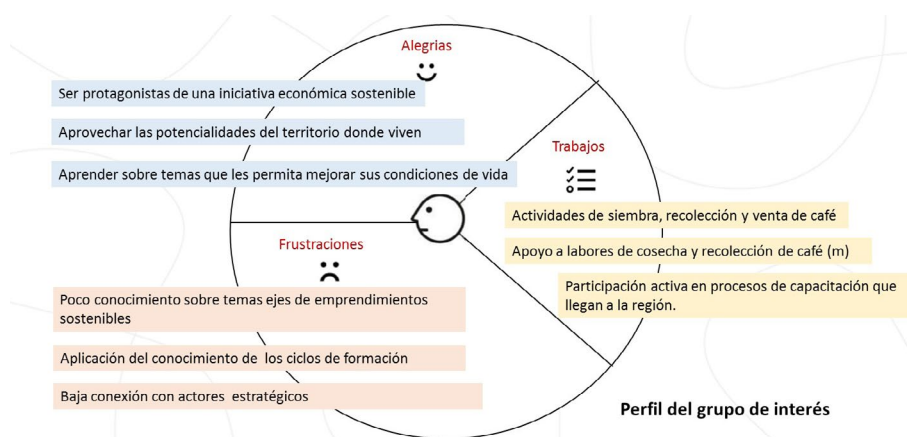 Alegrias
Ser protagonistas de una iniciativa económica sostenible
Aprovechar las potencialidades del territorio donde viven
Aprender sobre temas que les permita mejorar sus condiciones de vida
Trabajos
Actividades de siembra, recolección y venta de café
Apoyo a labores de cosecha y recolección de café (m)
Participación activa en procesos de capacitación que
llegan a la región.
Frustraciones
Poco conocimiento sobre temas ejes de emprendimientos
sostenibles
Aplicación del conocimiento de los ciclos de formación
Baja conexión con actores estratégicos
Perfil del grupo de interés